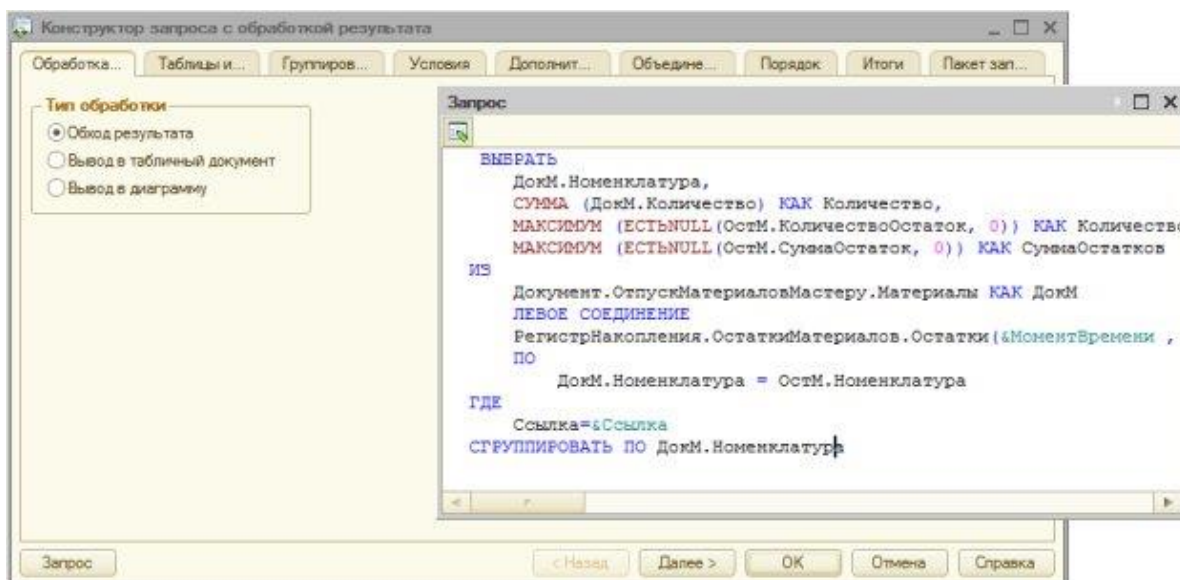 Конструктор запроса с обработкой результата
Обработка... Таблицы и... Группиров... Условия Дополнит... Объедине... Порядок Итоги Пакет зап...
Тип обработки
Обход результата
Вывод в табличный документ
Вывод в диаграмму
Запрос
ВЫБРАТЬ
ДокМ.Номенклатура,
СУММА (ДокМ.Количество) КАК Количество,
МАКСИМУМ (ЕСТЬNULL(ОстМ.КоличествоОстаток, 0)) КАК Количество
МАКСИМУМ (ЕСТЬNULL(ОстМ.СуммаОстаток, 0)) КАК СуммаОстатков
ИЗ
Документ.ОтпускМатериаловМастеру.Материалы КАК ДокМ
ЛЕВОЕ СОЕДИНЕНИЕ
РегистрНакопления.ОстаткиМатериалов.Остатки(&МоментВремени ,
ПО
ДокМ.Номенклатура = ОстМ.Номенклатура
ГДЕ
Ссылка=&Ссылка
СГРУППИРОВАТЬ ПО ДокМ.Номенклатура
Запрос < Назад Далее > OK Отмена Справка